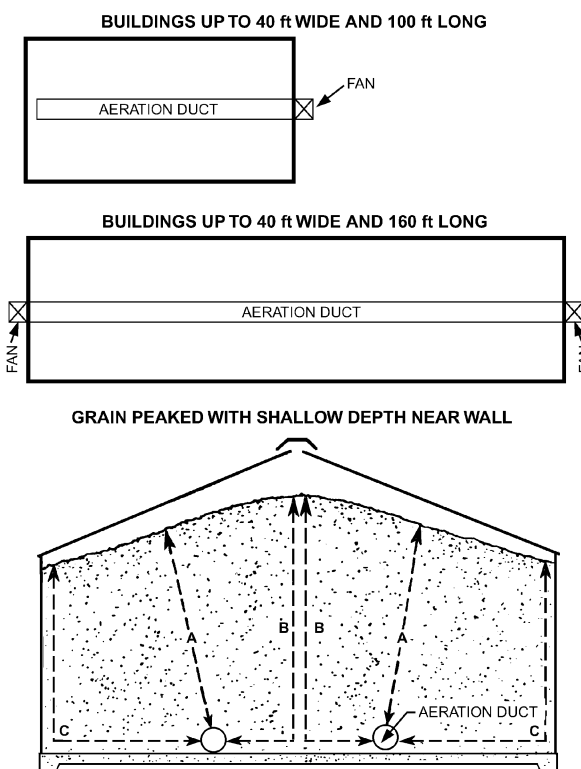 BUILDINGS UP TO 40 ft WIDE AND 100 ft LONG
FAN
AERATION DUCT
BUILDINGS UP TO 40 ft WIDE AND 160 ft LONG
AERATION DUCT
FAN
FAN
GRAIN PEAKED WITH SHALLOW DEPTH NEAR WALL
A
B
B
A
AERATION DUCT
C
C